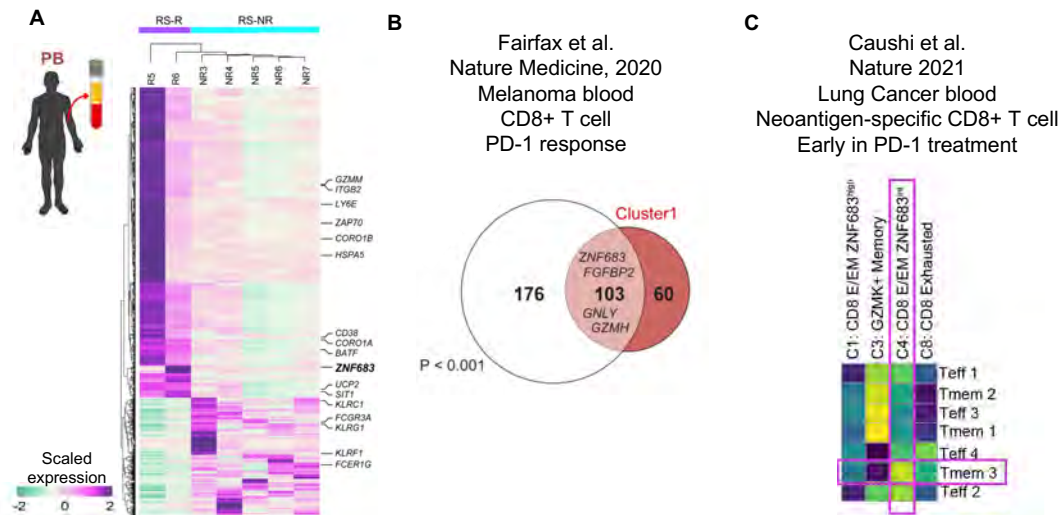 A
RS-R
RS-NR
PB
R5
R6
NR3
NR4
NR5
NR6
NR7
GZMM
ITGB2
LY6E
ZAP70
CORO1B
HSPA5
CD38
CORO1A
BATF
ZNF683
UCP2
SIT1
KLRC1
FCGR3A
KLRG1
KLRF1
FCER1G
Scaled
expression
-2
0
2
B
Fairfax et al.
Nature Medicine, 2020
Melanoma blood
CD8+ T cell
PD-1 response
Cluster1
ZNF683
FGFBP2
176
103
60
GNLY
GZMH
P < 0.001
C
Caushi et al.
Nature 2021
Lung Cancer blood
Neoantigen-specific CD8+ T cell
Early in PD-1 treatment
C1: CD8 E/EM ZNF683high
C3: GZMK+ Memory
C4: CD8 E/EM ZNF683int
C8: CD8 Exhausted
Teff 1
Tmem 2
Teff 3
Tmem 1
Teff 4
Tmem 3
Teff 2